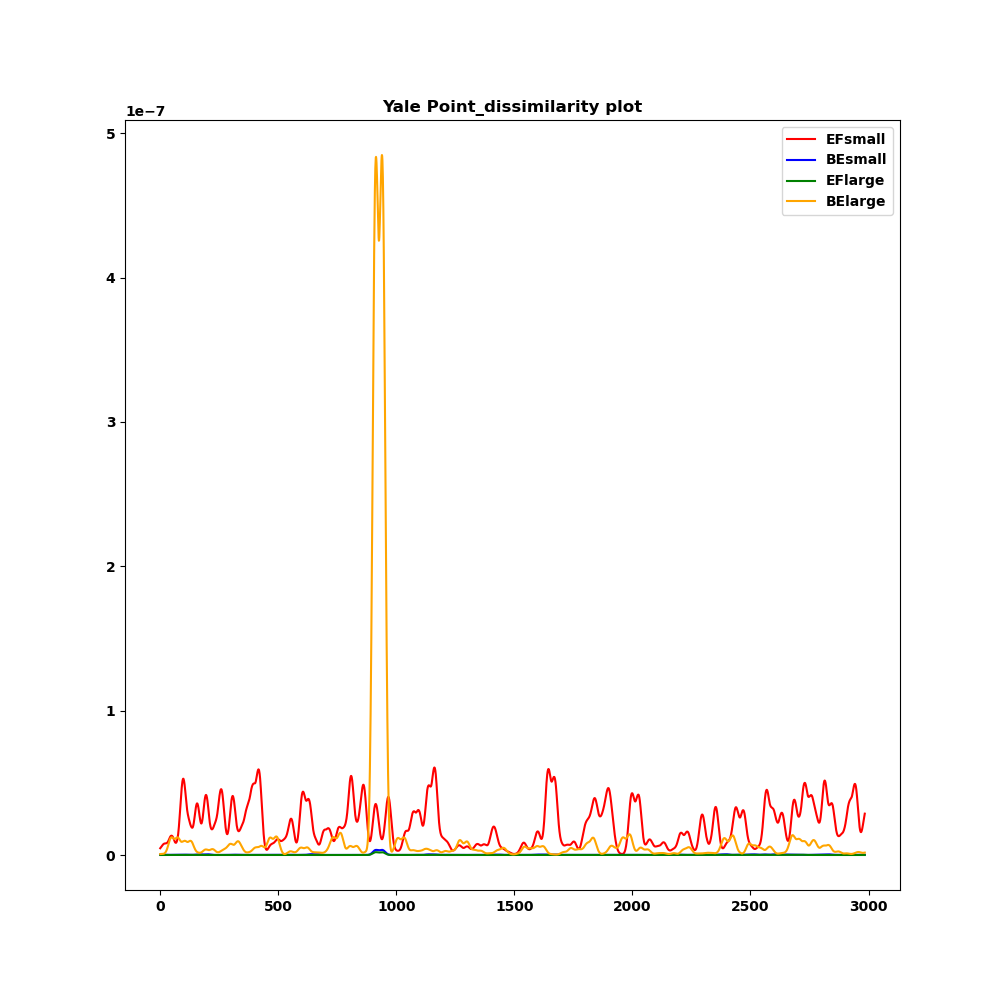 Yale Point_dissimilarity plot
1e−7
5
4
3
2
1
0
0 500 1000 1500 2000 2500 3000
EFsmall
BEsmall
EFlarge
BElarge